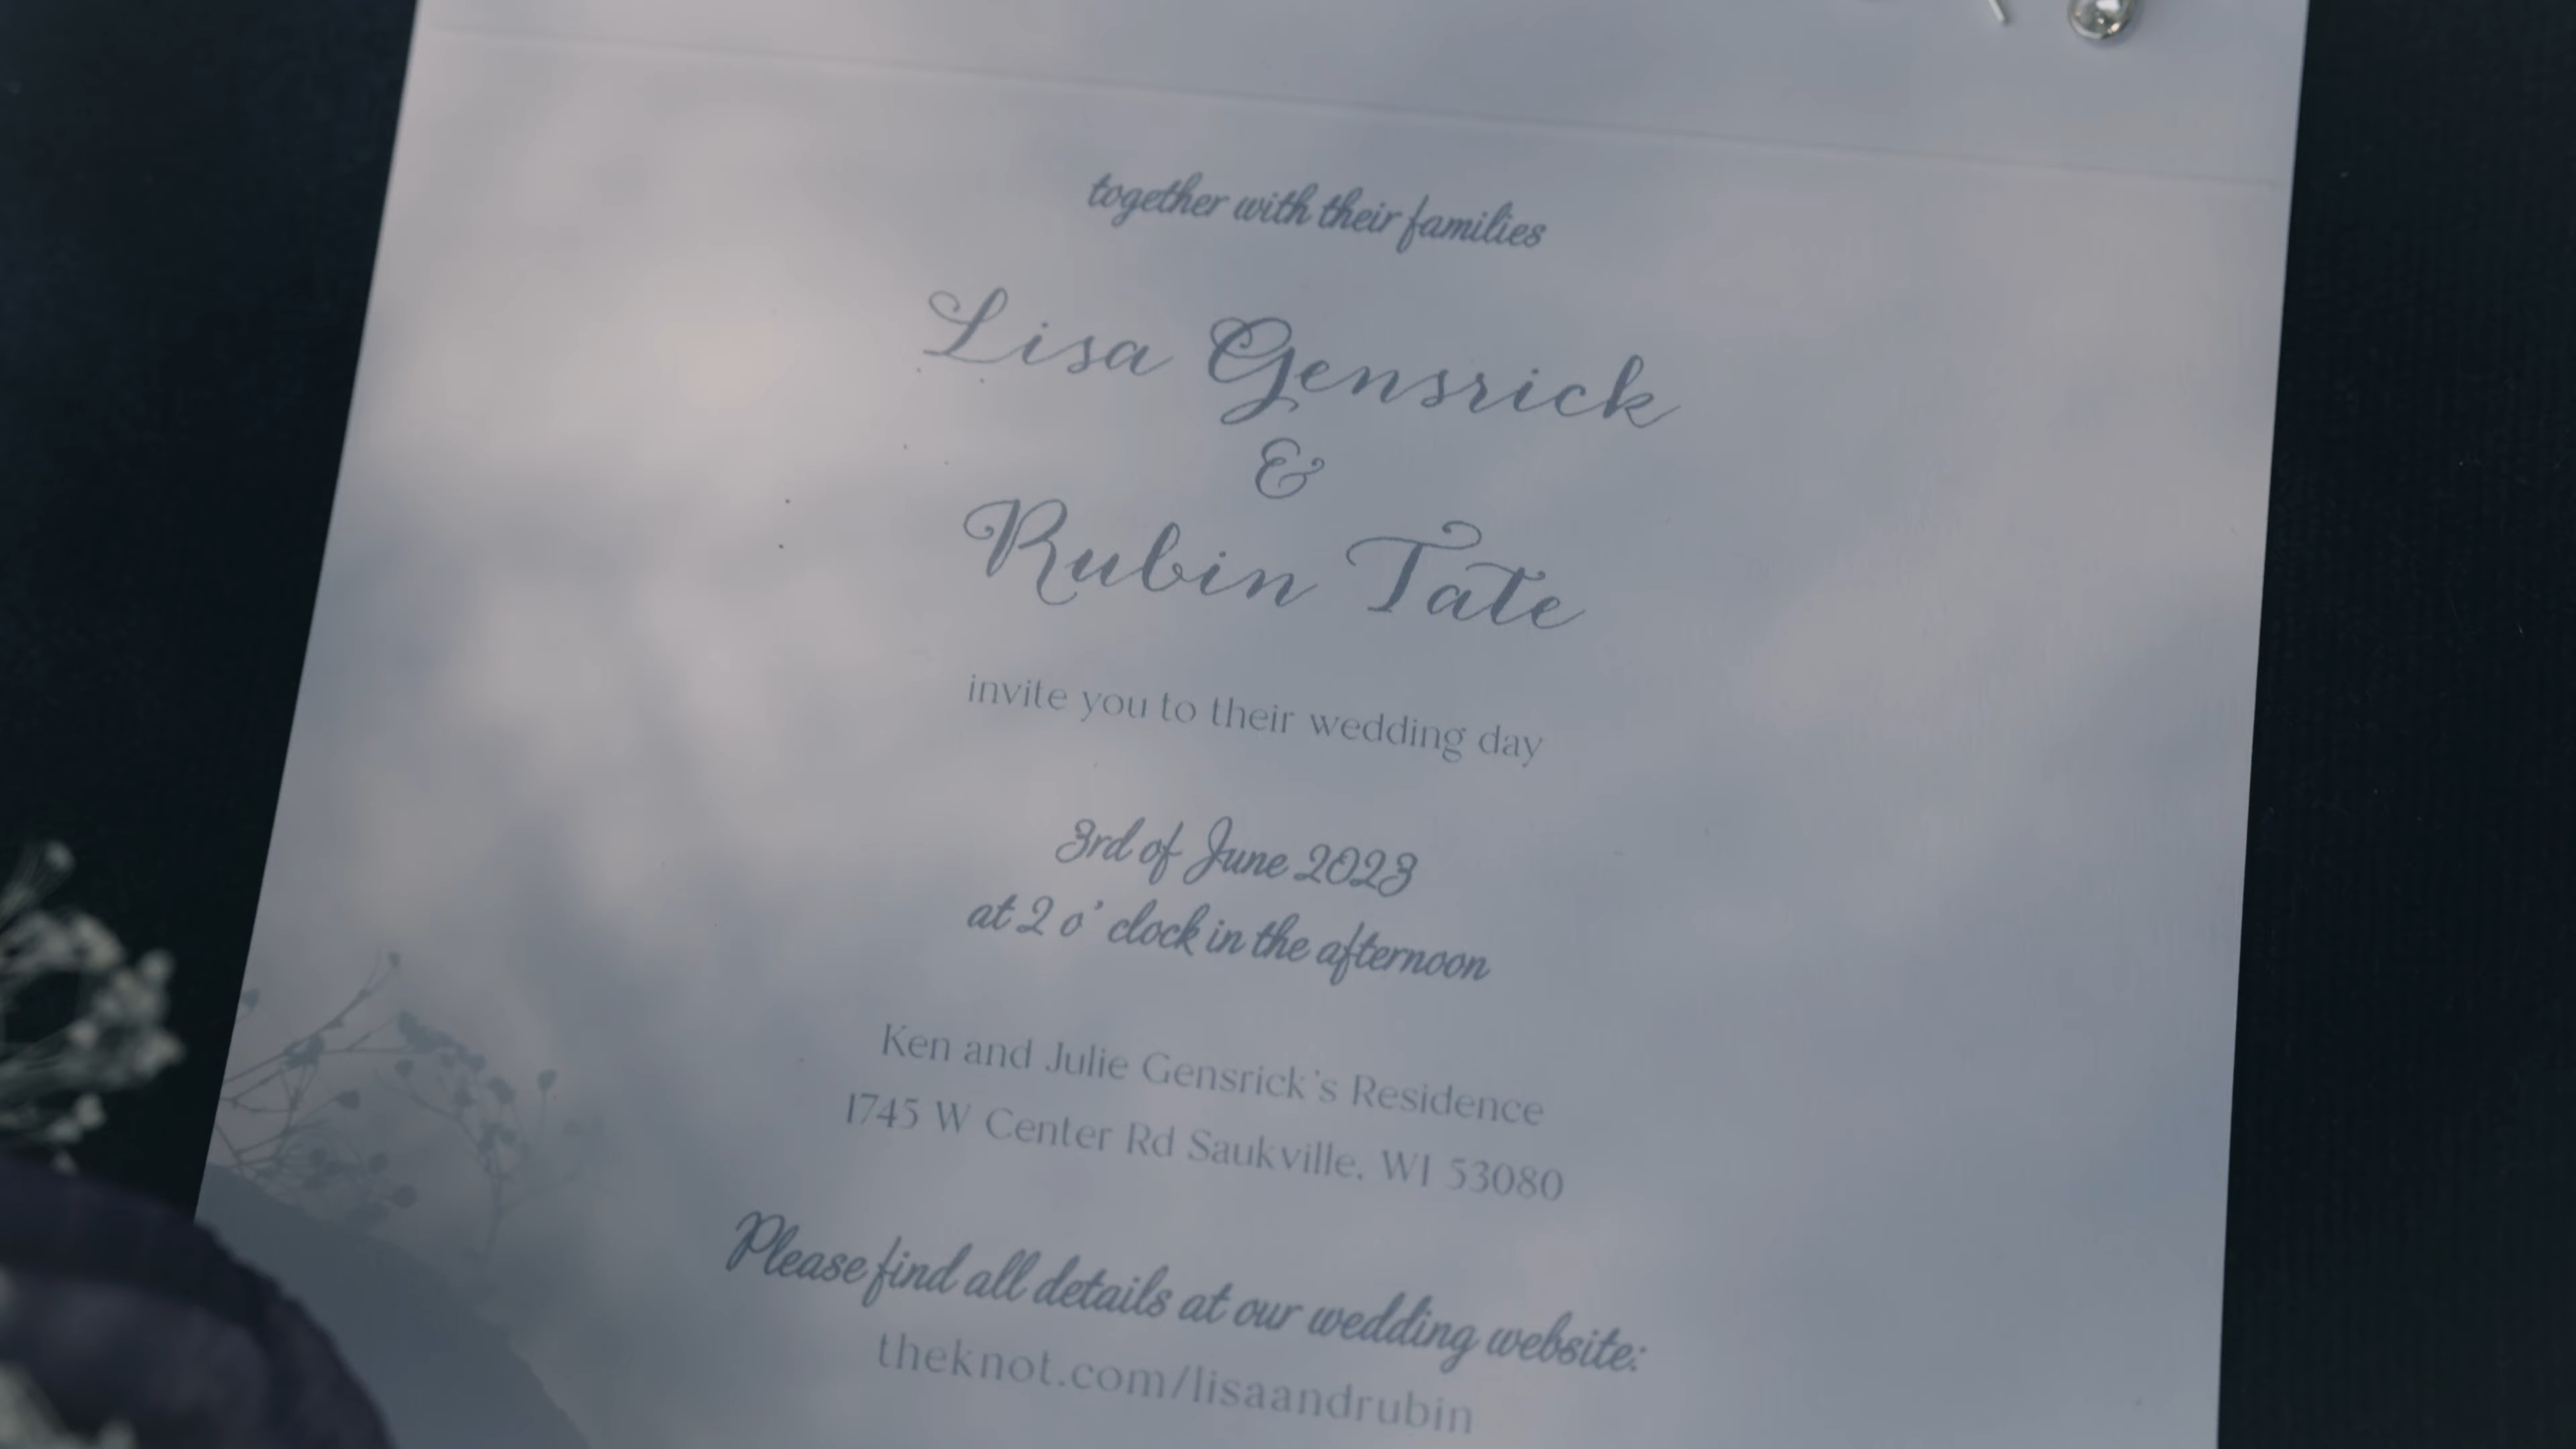 together with their families
Lisa Gensrick
&
Rubin Tate
invite you to their wedding day
3rd of June 2023
at 2 o' clock in the afternoon
Ken and Julie Gensrick's Residence
1745 W Center Rd Saukville, WI 53080
Please find all details at our wedding website:
theknot.com/lisaandrubin